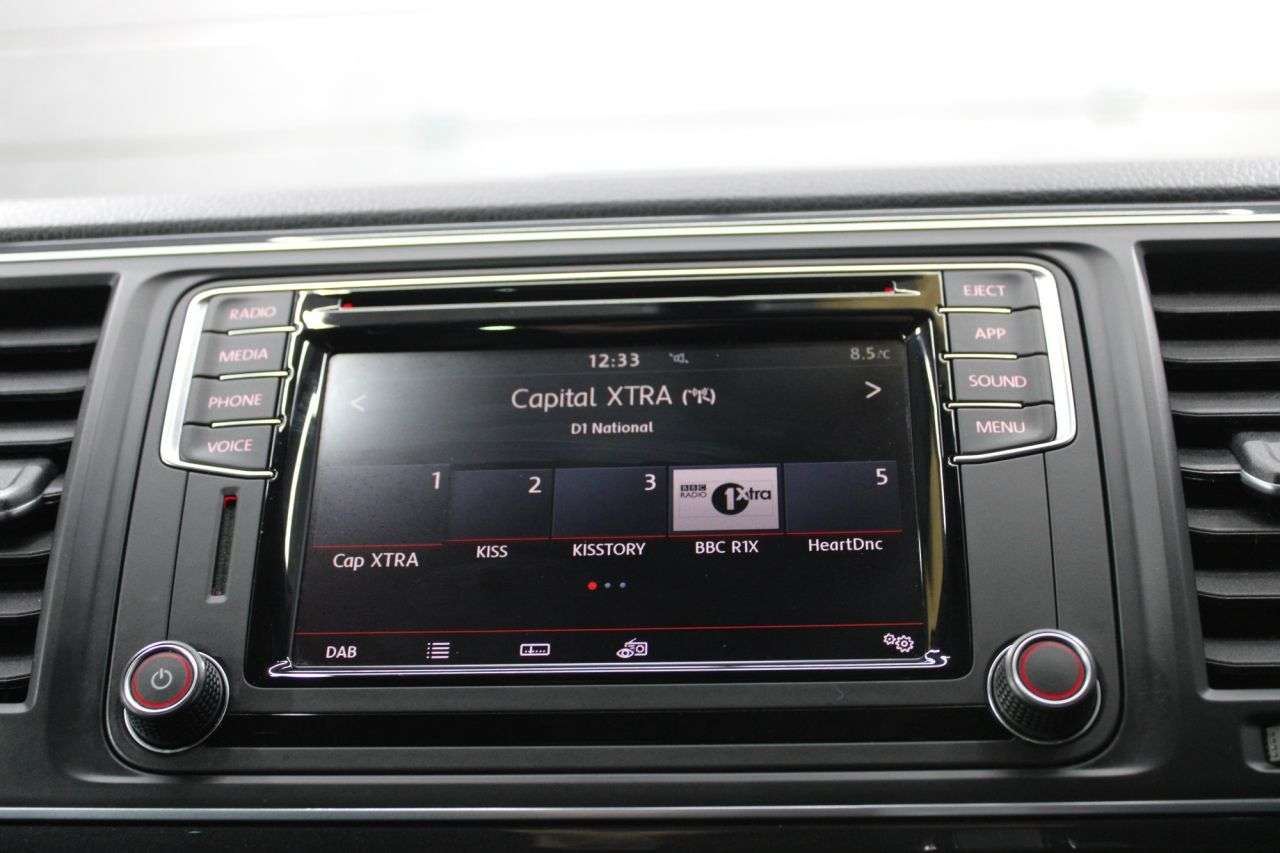 RADIO
MEDIA
PHONE
VOICE
EJECT
APP
SOUND
MENU
12:33 8.5°C
< Capital XTRA >
D1 National
1 2 3 5
BBC
RADIO 1Xtra
Cap XTRA KISS KISSTORY BBC R1X HeartDnc
DAB